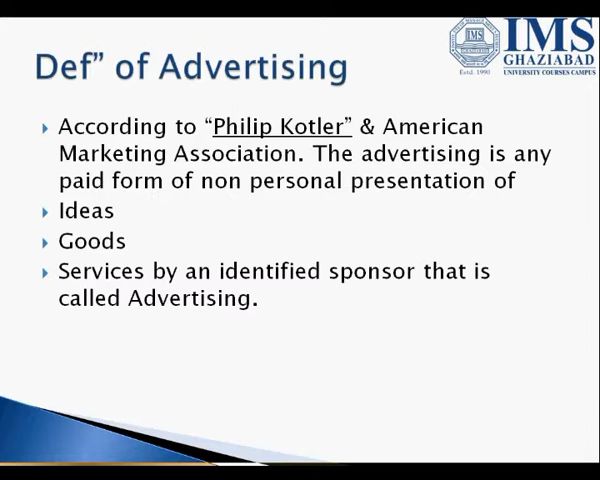 Def” of Advertising
IMS
GHAZIABAD
UNIVERSITY COURSES CAMPUS
Estd. 1990
According to “Philip Kotler” & American
Marketing Association. The advertising is any
paid form of non personal presentation of
Ideas
Goods
Services by an identified sponsor that is
called Advertising.